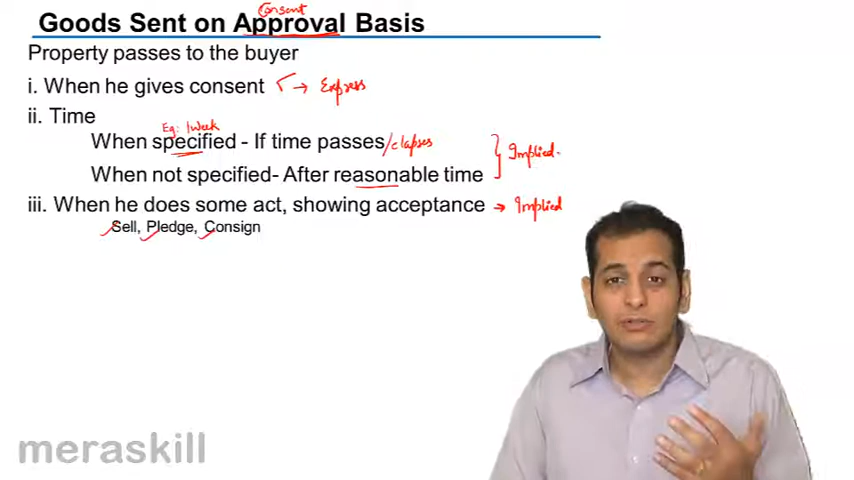 Consent
Goods Sent on Approval Basis
Property passes to the buyer
i. When he gives consent → Express
ii. Time
Eg: 1 Week
When specified - If time passes/elapses
When not specified- After reasonable time
Implied-
iii. When he does some act, showing acceptance → Implied
Sell, Pledge, Consign
meraskill